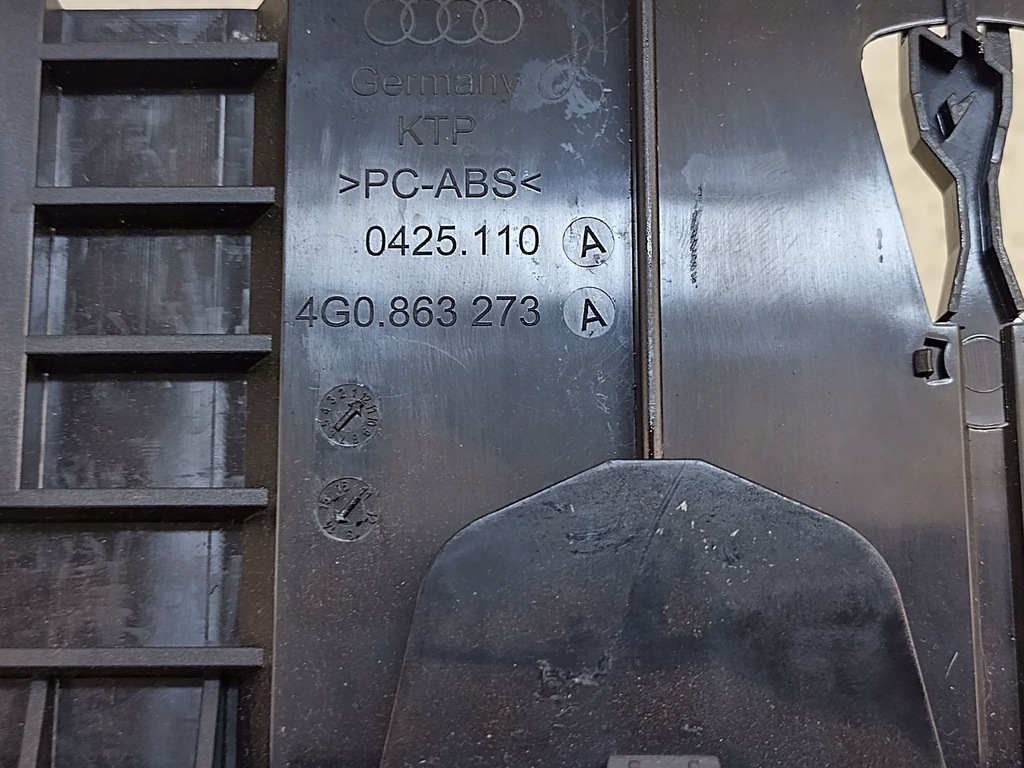 Germany
KTP
>PC-ABS<
0425.110 A
4G0.863 273 A